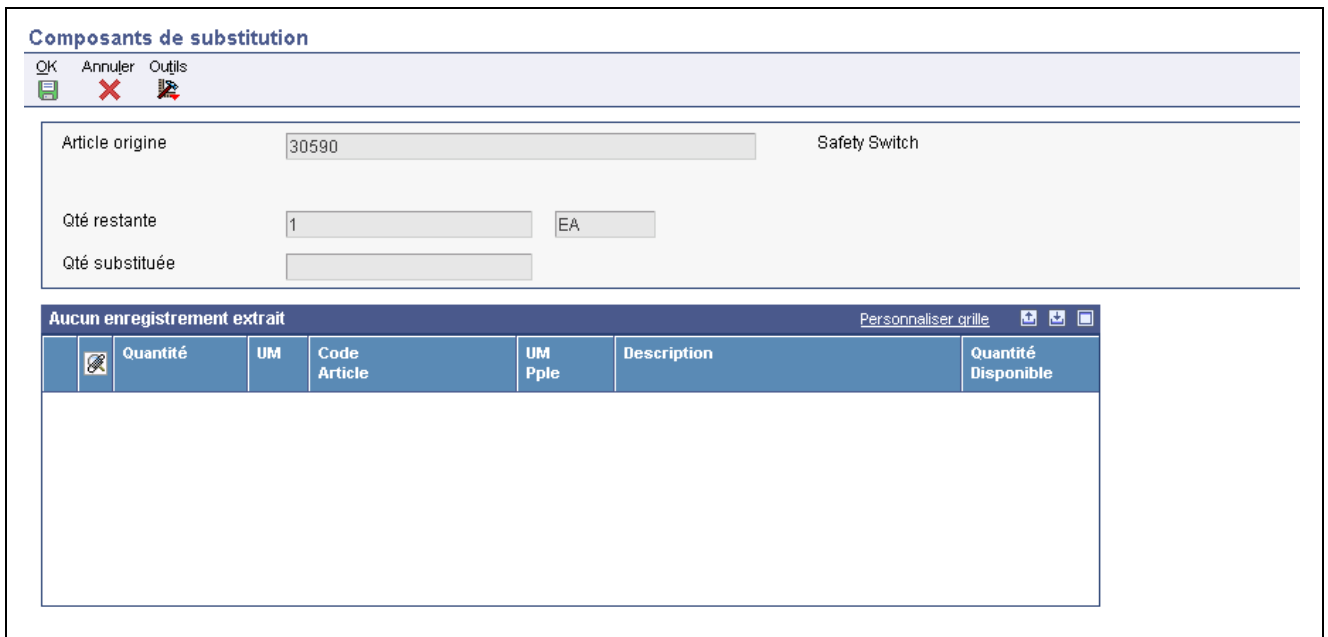 Composants de substitution
OK Annuler Outils
Article origine 30590 Safety Switch
Qté restante 1 EA
Qté substituée
Aucun enregistrement extrait Personnaliser grille
Quantité UM Code Article UM Pple Description Quantité Disponible